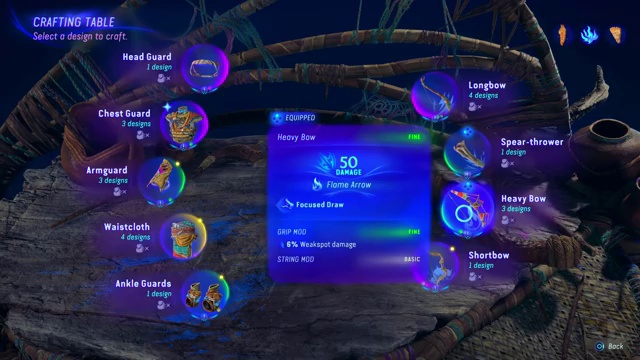 CRAFTING TABLE
Select a design to craft.
Head Guard
1 design
Chest Guard
3 designs
Armguard
3 designs
Waistcloth
4 designs
Ankle Guards
1 design
EQUIPPED
Heavy Bow FINE
50
DAMAGE
Flame Arrow
Focused Draw
GRIP MOD FINE
6% Weakspot damage
STRING MOD BASIC
Longbow
4 designs
Spear-thrower
1 design
Heavy Bow
3 designs
Shortbow
1 design
Back